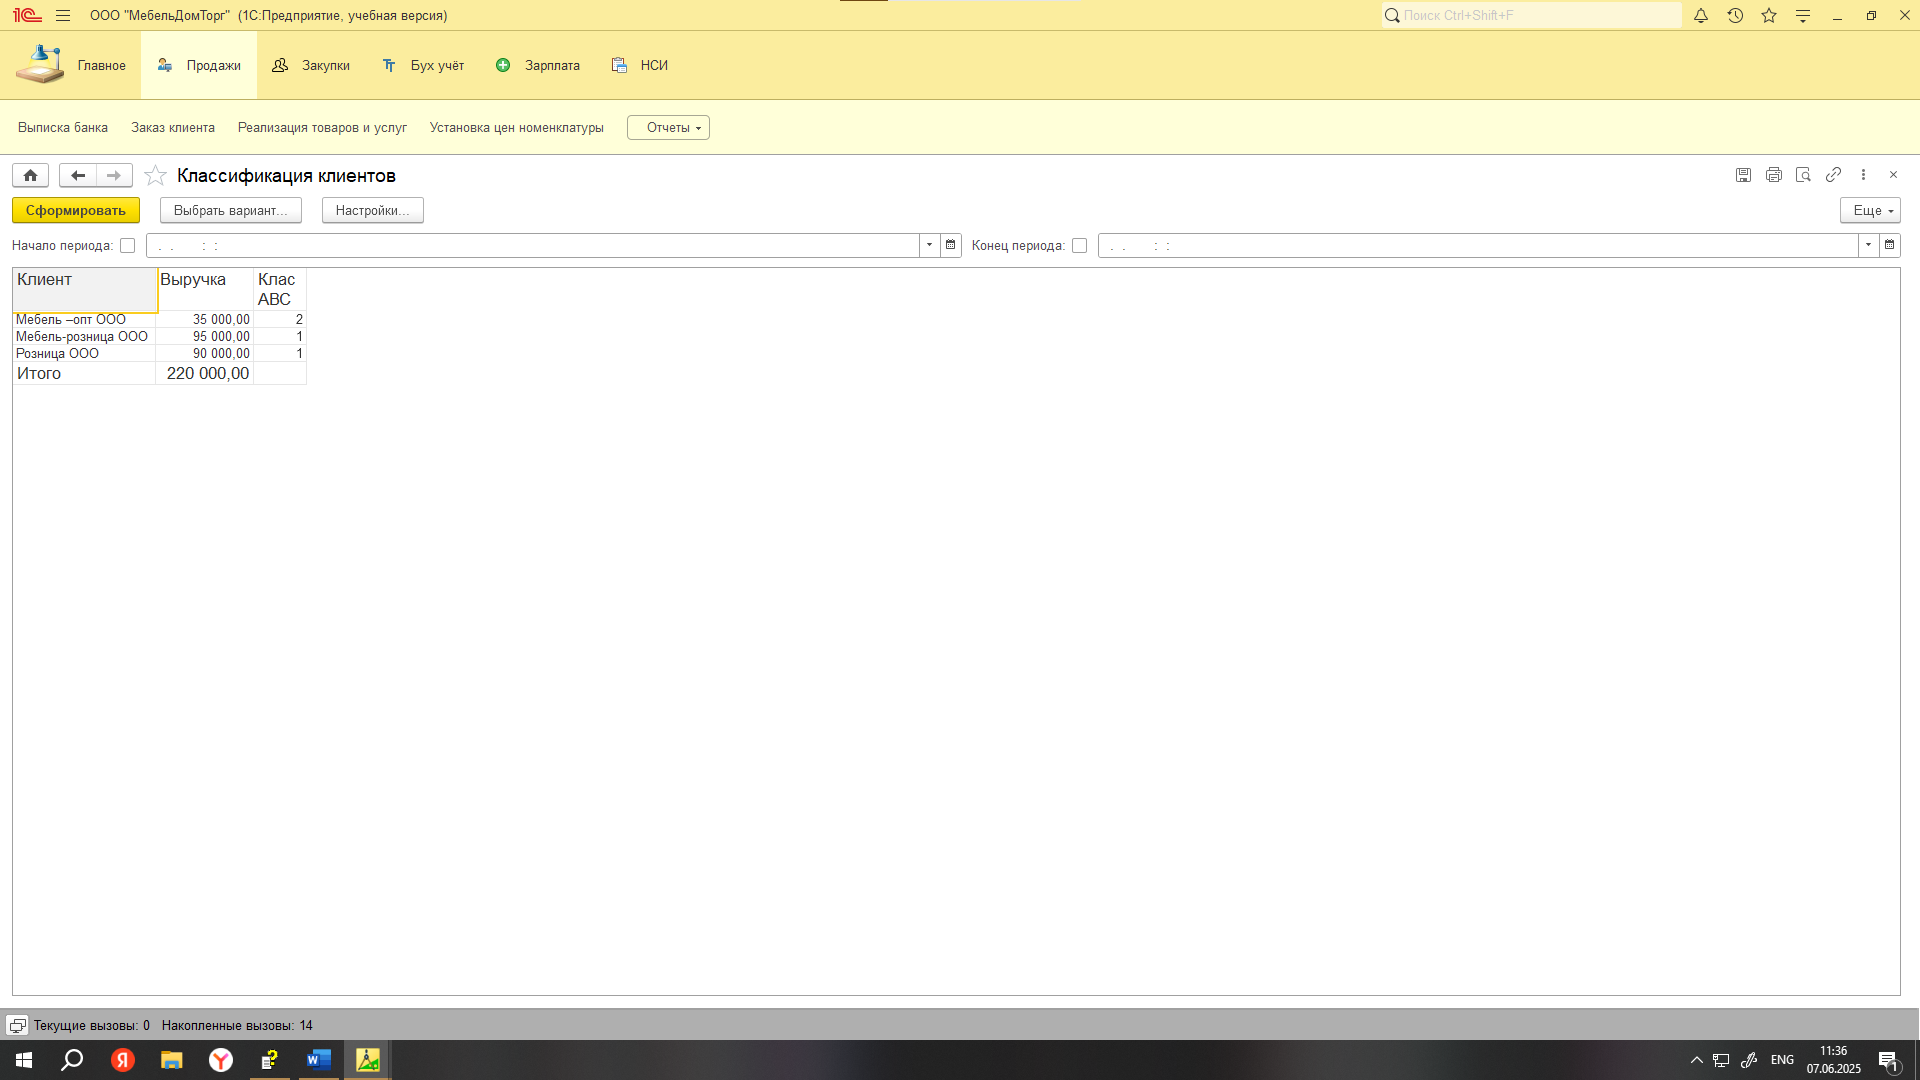 ООО "МебельДомТорг" (1С:Предприятие, учебная версия)
Поиск Ctrl+Shift+F
Главное
Продажи
Закупки
Бух учёт
Зарплата
НСИ
Выписка банка
Заказ клиента
Реализация товаров и услуг
Установка цен номенклатуры
Отчеты
Классификация клиентов
Сформировать
Выбрать вариант...
Настройки...
Еще
Начало периода:
. . : :
Конец периода:
. . : :
Клиент Выручка Клас ABC
Мебель –опт ООО 35 000,00 2
Мебель-розница ООО 95 000,00 1
Розница ООО 90 000,00 1
Итого 220 000,00
Текущие вызовы: 0 Накопленные вызовы: 14
ENG
11:36
07.06.2025
1